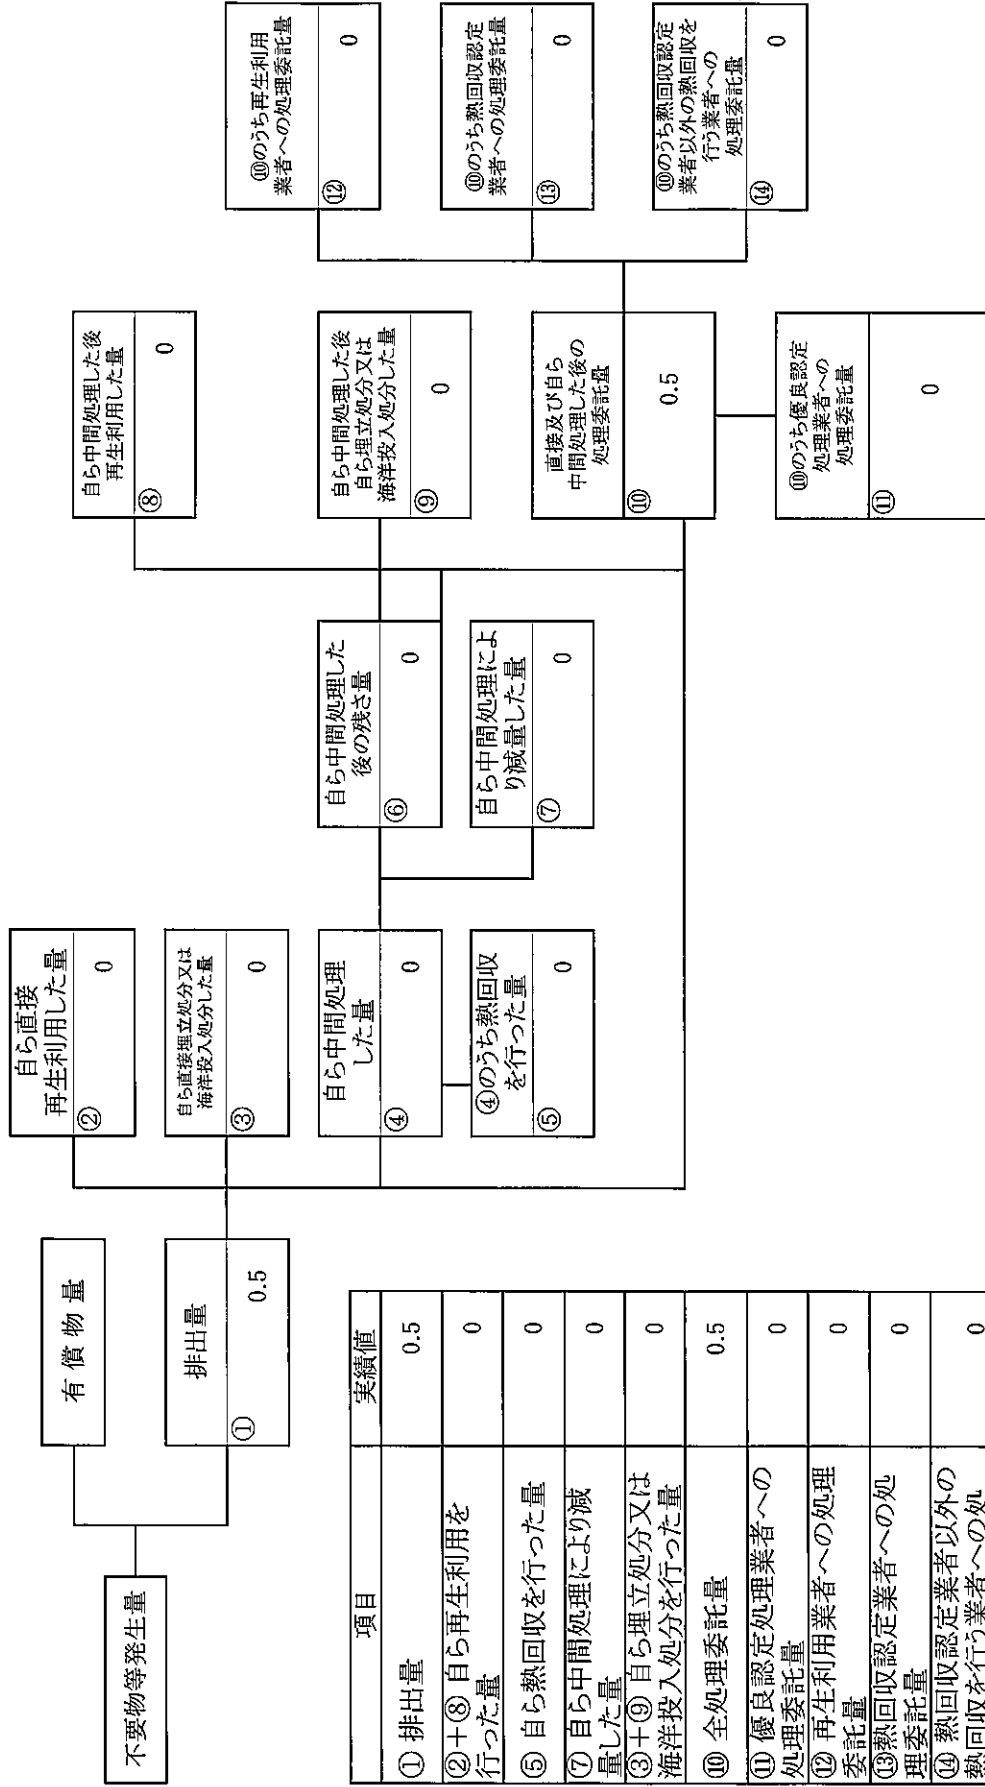 不要物等発生量
有償物量
排出量
① 0.5
自ら直接
再生利用した量
② 0
自ら直接埋立処分又は
海洋投入処分した量
③ 0
自ら中間処理
した量
④ 0
④のうち熱回収
を行った量
⑤ 0
自ら中間処理した
後の残さ量
⑥ 0
自ら中間処理によ
り減量した量
⑦ 0
自ら中間処理した後
再生利用した量
⑧ 0
自ら中間処理した後
自ら埋立処分又は
海洋投入処分した量
⑨ 0
直接及び自ら
中間処理した後の
処理委託量
⑩ 0.5
⑩のうち優良認定
処理業者への
処理委託量
⑪ 0
⑩のうち再生利用
業者への処理委託量
⑫ 0
⑩のうち熱回収認定
業者への処理委託量
⑬ 0
⑩のうち熱回収認定
業者以外の熱回収を
行う業者への
処理委託量
⑭ 0
項目 実績値
① 排出量 0.5
②+⑧ 自ら再生利用を
行った量 0
⑤ 自ら熱回収を行った量 0
⑦ 自ら中間処理により減
量した量 0
③+⑨ 自ら埋立処分又は
海洋投入処分を行った量 0
⑩ 全処理委託量 0.5
⑪ 優良認定処理業者への
処理委託量 0
⑫ 再生利用業者への処理
委託量 0
⑬熱回収認定業者への処
理委託量 0
⑭ 熱回収認定業者以外の
熱回収を行う業者への処 0